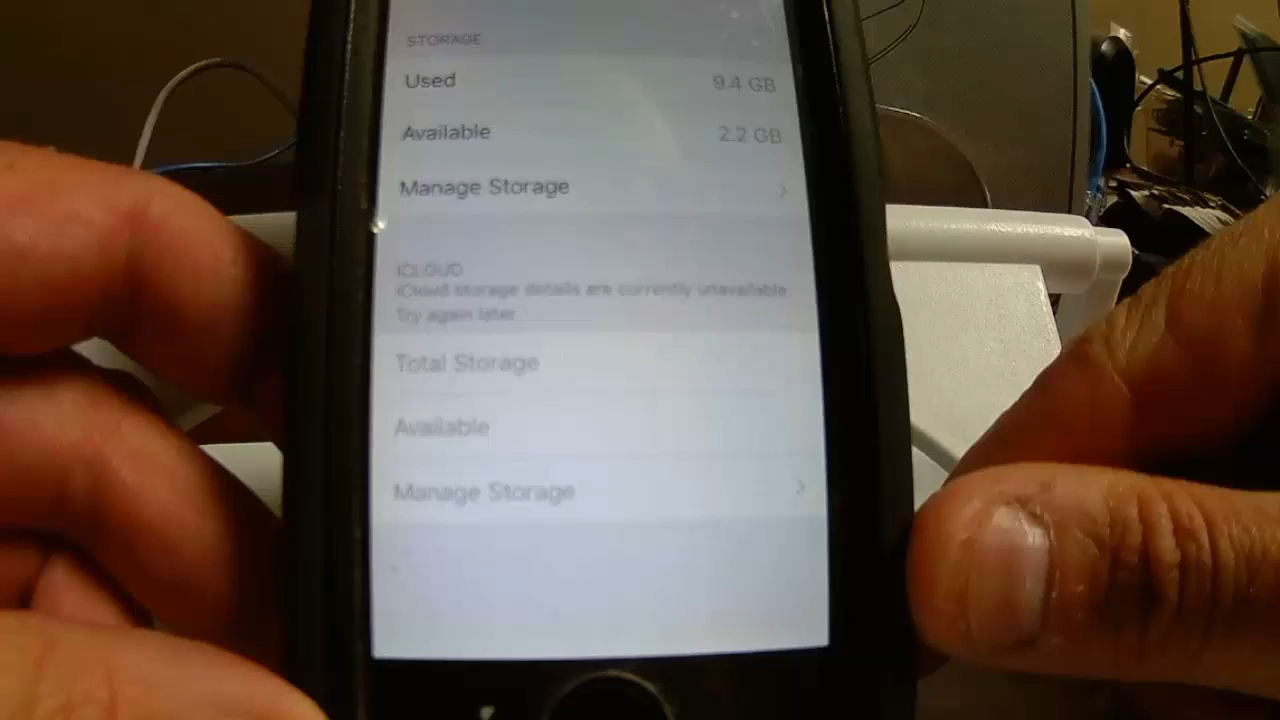 STORAGE
Used 9.4 GB
Available 2.2 GB
Manage Storage
ICLOUD
iCloud storage details are currently unavailable
Try again later
Total Storage
Available
Manage Storage